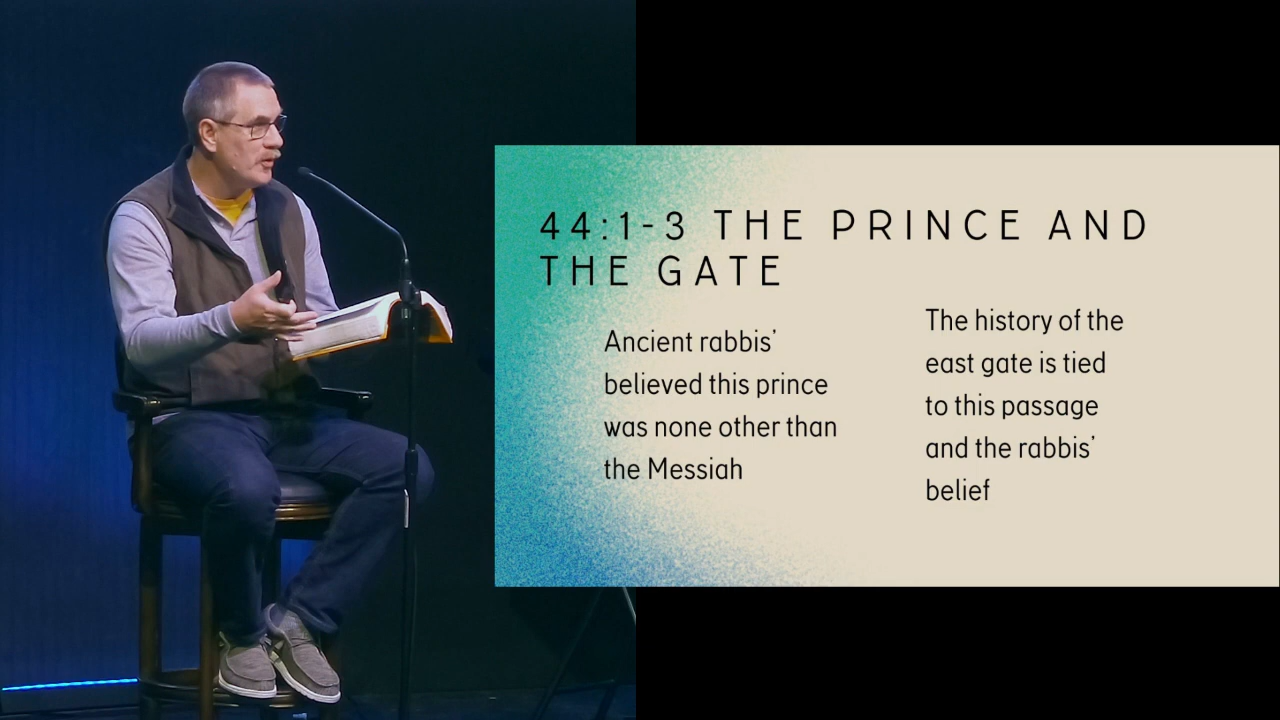 44:1-3 THE PRINCE AND
THE GATE
Ancient rabbis’
believed this prince
was none other than
the Messiah
The history of the
east gate is tied
to this passage
and the rabbis’
belief